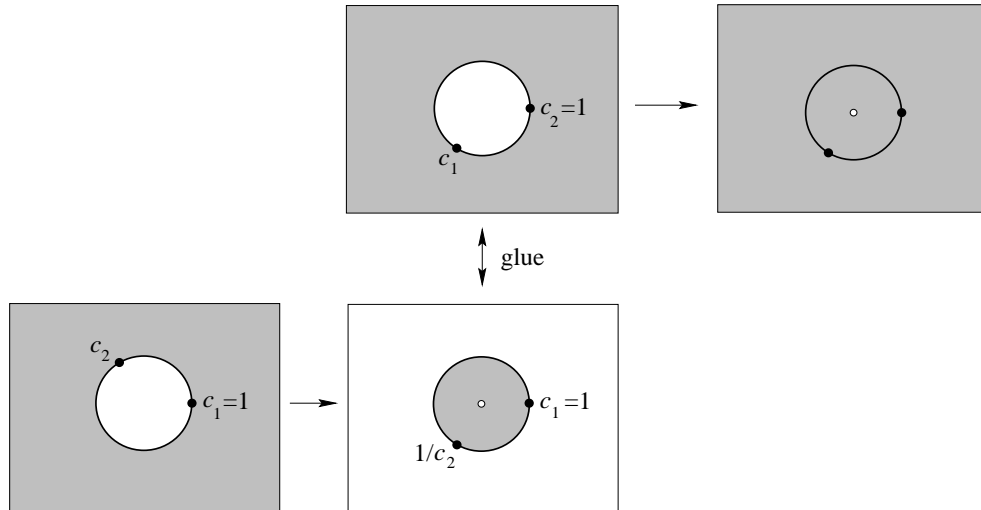 c₂=1
c₁
glue
c₂
c₁=1
c₁=1
1/c₂